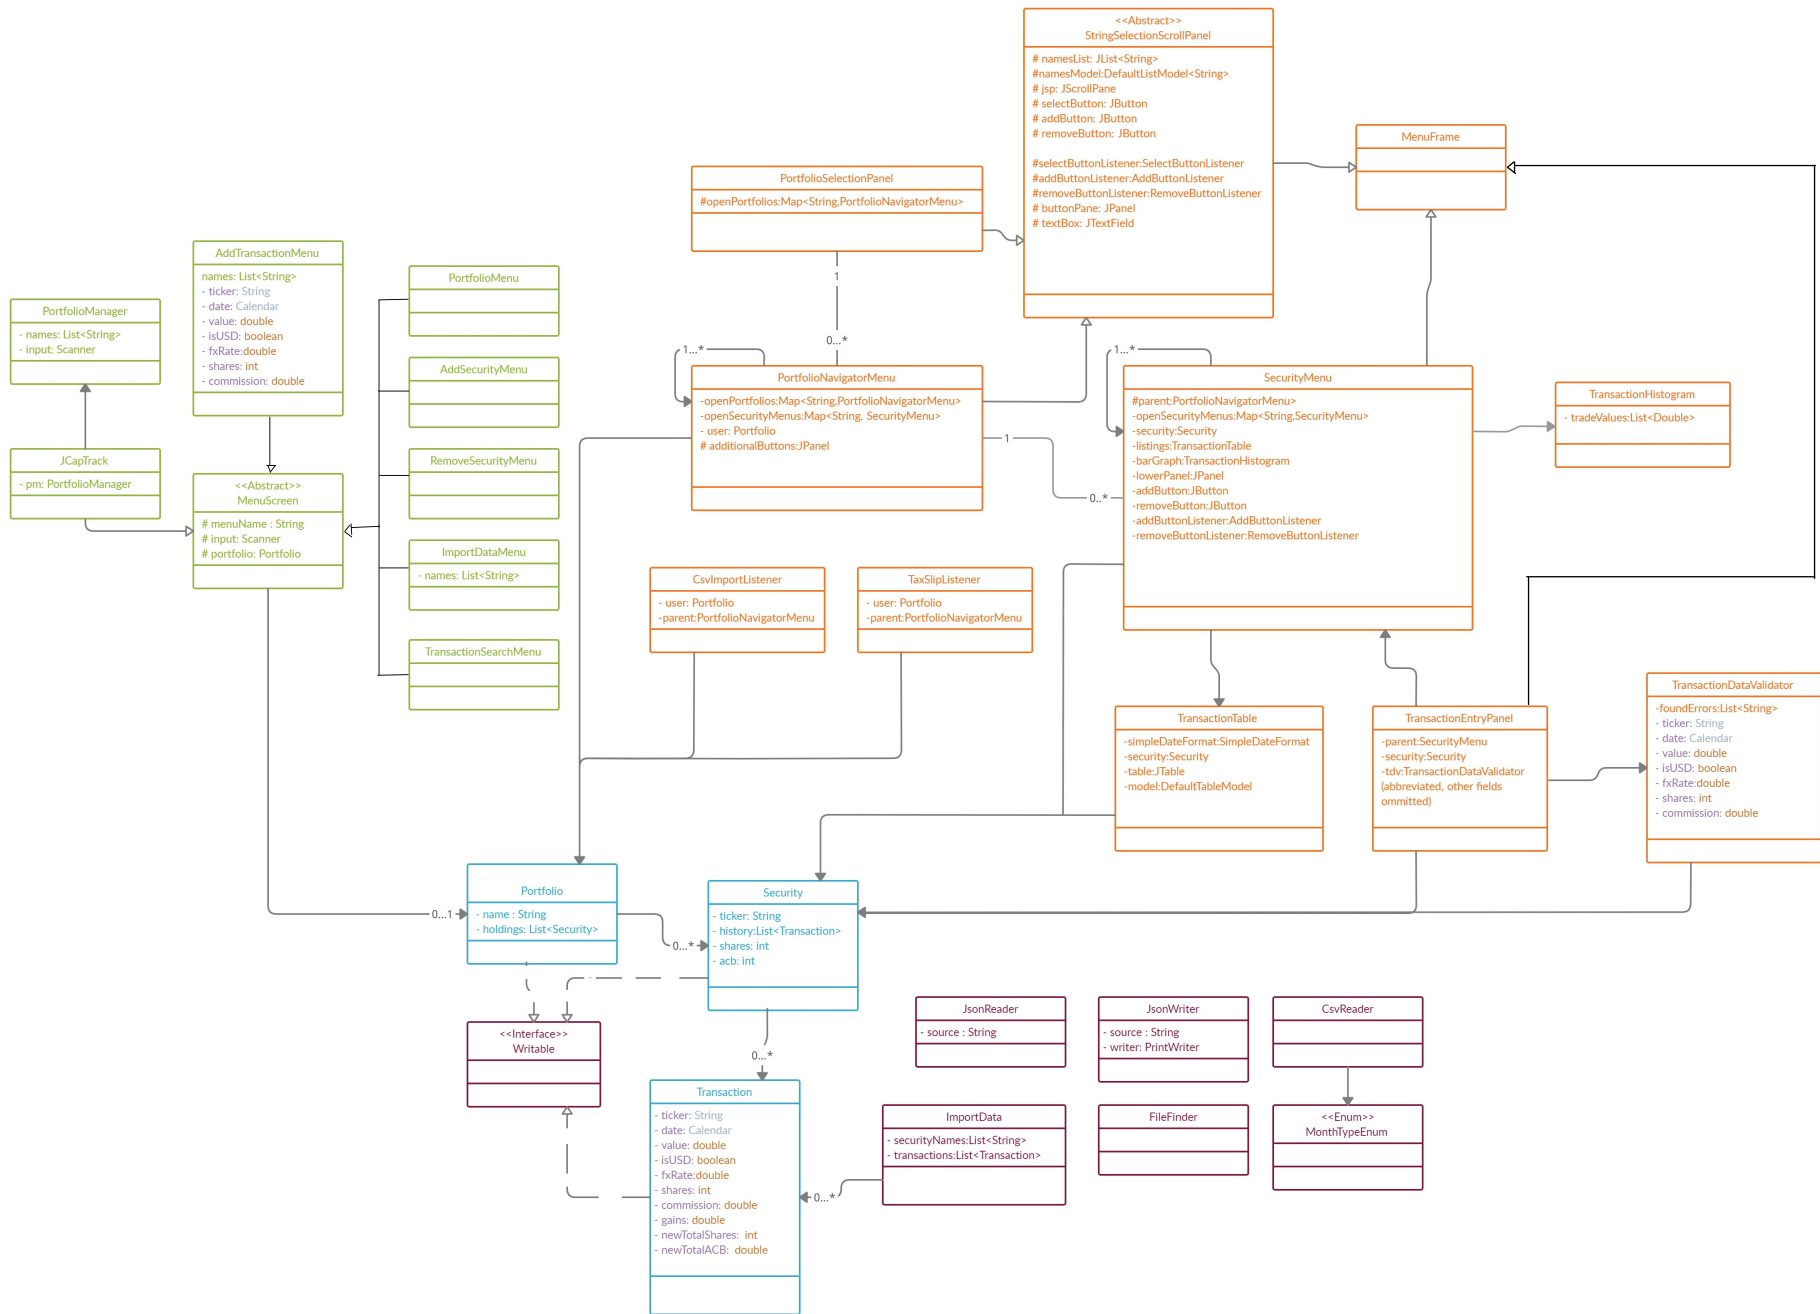 <<Abstract>>
StringSelectionScrollPanel
# namesList: JList<String>
#namesModel:DefaultListModel<String>
# jsp: JScrollPane
# selectButton: JButton
# addButton: JButton
# removeButton: JButton
#selectButtonListener:SelectButtonListener
#addButtonListener:AddButtonListener
#removeButtonListener:RemoveButtonListener
# buttonPane: JPanel
# textBox: JTextField
MenuFrame
PortfolioSelectionPanel
#openPortfolios:Map<String,PortfolioNavigatorMenu>
1
0...*
AddTransactionMenu
names: List<String>
- ticker: String
- date: Calendar
- value: double
- isUSD: boolean
- fxRate:double
- shares: int
- commission: double
PortfolioMenu
PortfolioManager
- names: List<String>
- input: Scanner
AddSecurityMenu
JCapTrack
- pm: PortfolioManager
RemoveSecurityMenu
<<Abstract>>
MenuScreen
# menuName : String
# input: Scanner
# portfolio: Portfolio
ImportDataMenu
- names: List<String>
TransactionSearchMenu
1...*
PortfolioNavigatorMenu
-openPortfolios:Map<String,PortfolioNavigatorMenu>
-openSecurityMenus:Map<String, SecurityMenu>
- user: Portfolio
# additionalButtons:JPanel
1
0..*
1...*
SecurityMenu
#parent:PortfolioNavigatorMenu>
-openSecurityMenus:Map<String,SecurityMenu>
-security:Security
-listings:TransactionTable
-barGraph:TransactionHistogram
-lowerPanel:JPanel
-addButton:JButton
-removeButton:JButton
-addButtonListener:AddButtonListener
-removeButtonListener:RemoveButtonListener
TransactionHistogram
- tradeValues:List<Double>
CsvImportListener
- user: Portfolio
-parent:PortfolioNavigatorMenu
TaxSlipListener
- user: Portfolio
-parent:PortfolioNavigatorMenu
TransactionTable
-simpleDateFormat:SimpleDateFormat
-security:Security
-table:JTable
-model:DefaultTableModel
TransactionEntryPanel
-parent:SecurityMenu
-security:Security
-tdv:TransactionDataValidator
(abbreviated, other fields
ommitted)
TransactionDataValidator
-foundErrors:List<String>
- ticker: String
- date: Calendar
- value: double
- isUSD: boolean
- fxRate:double
- shares: int
- commission: double
0...1
Portfolio
- name : String
- holdings: List<Security>
0...*
Security
- ticker: String
- history:List<Transaction>
- shares: int
- acb: int
0...*
<<Interface>>
Writable
Transaction
- ticker: String
- date: Calendar
- value: double
- isUSD: boolean
- fxRate:double
- shares: int
- commission: double
- gains: double
- newTotalShares: int
- newTotalACB: double
0...*
JsonReader
- source : String
JsonWriter
- source : String
- writer: PrintWriter
CsvReader
ImportData
- securityNames:List<String>
- transactions:List<Transaction>
FileFinder
<<Enum>>
MonthTypeEnum